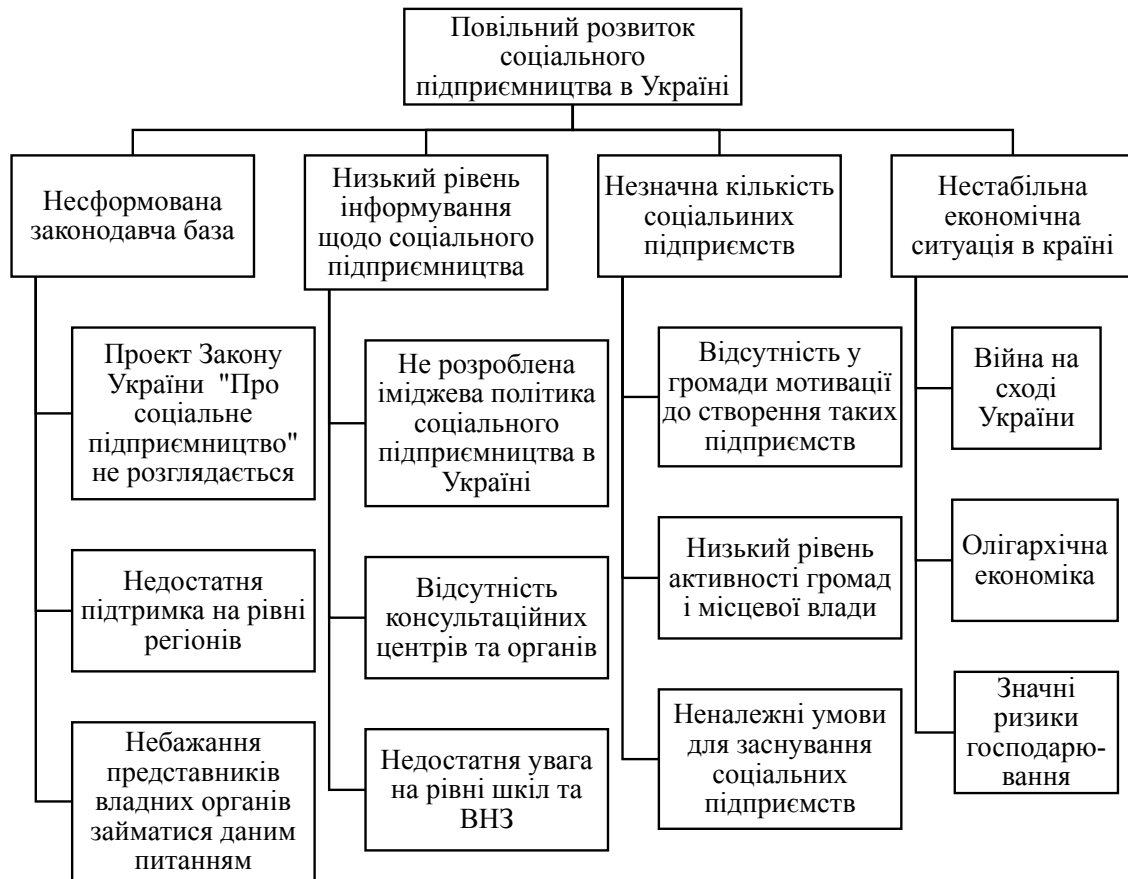 Повільний розвиток
соціального
підприємництва в Україні
Несформована
законодавча база
Проект Закону
України "Про
соціальне
підприємництво"
не розглядається
Недостатня
підтримка на рівні
регіонів
Небажання
представників
владних органів
займатися даним
питанням
Низький рівень
інформування
щодо соціального
підприємництва
Не розроблена
іміджева політика
соціального
підприємництва в
Україні
Відсутність
консультаційних
центрів та органів
Недостатня увага
на рівні шкіл та
ВНЗ
Незначна кількість
соціальиних
підприємств
Відсутність у
громади мотивації
до створення таких
підприємств
Низький рівень
активності громад
і місцевої влади
Неналежні умови
для заснування
соціальних
підприємств
Нестабільна
економічна
ситуація в країні
Війна на
сході
України
Олігархічна
економіка
Значні
ризики
господарю-
вання